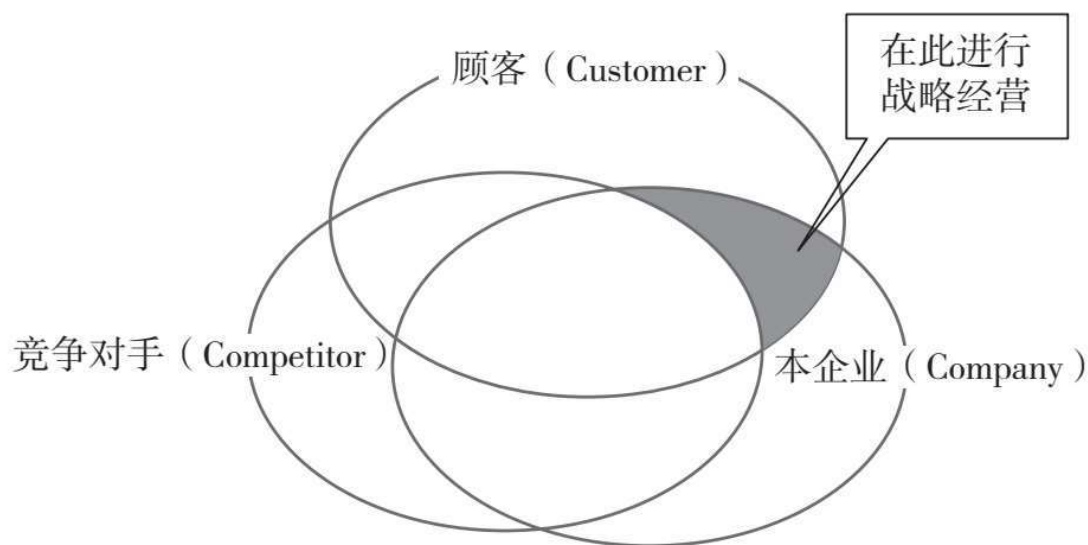 顾客（Customer）
在此进行
战略经营
竞争对手（Competitor）
本企业（Company）